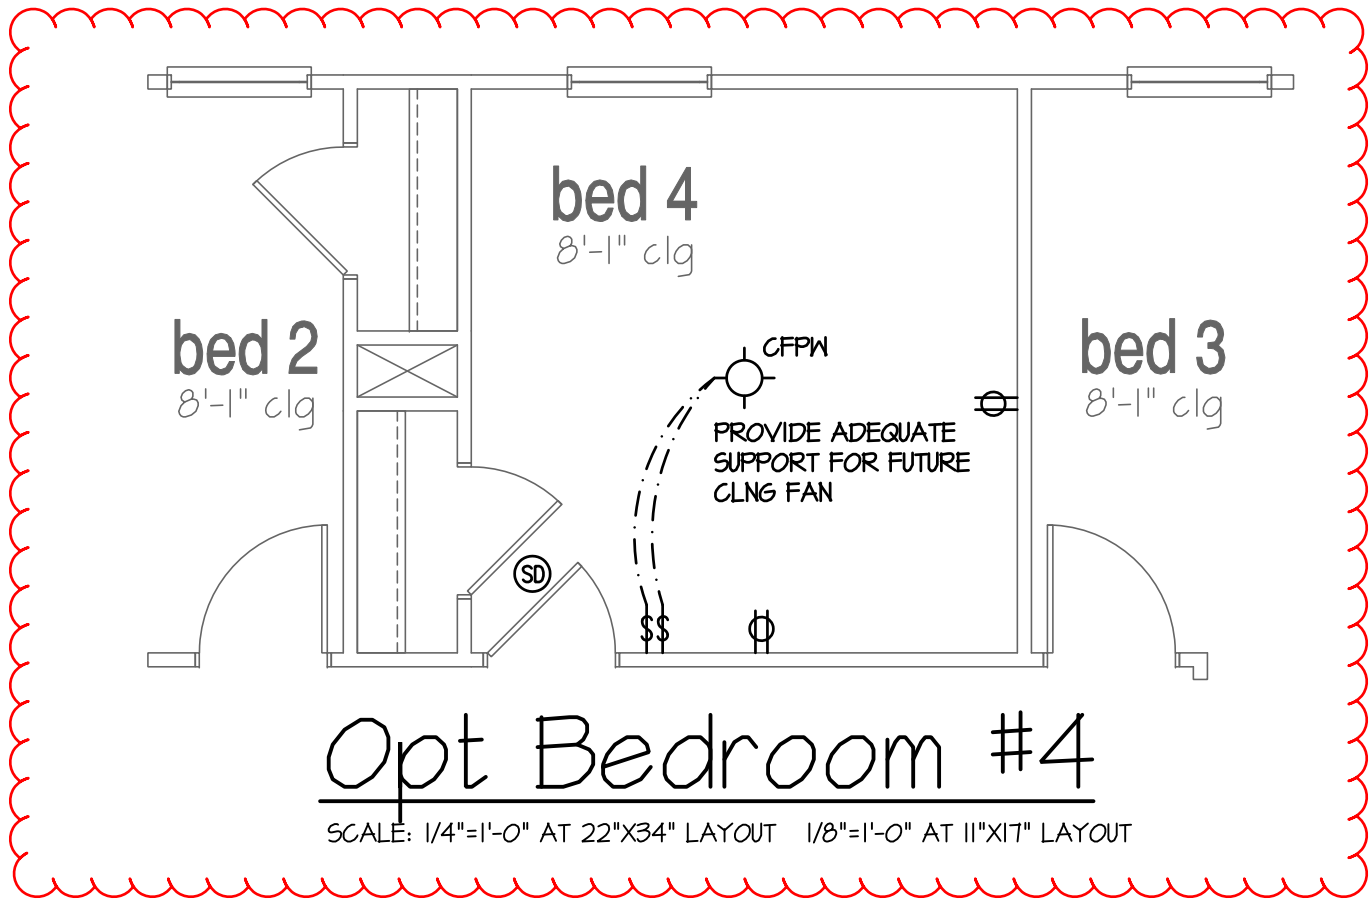 bed 4
8'-1" clg
bed 2
8'-1" clg
bed 3
8'-1" clg
CFPW
PROVIDE ADEQUATE
SUPPORT FOR FUTURE
CLNG FAN
SD
SS
Opt Bedroom #4
SCALE: 1/4"=1'-0" AT 22"X34" LAYOUT 1/8"=1'-0" AT 11"X17" LAYOUT